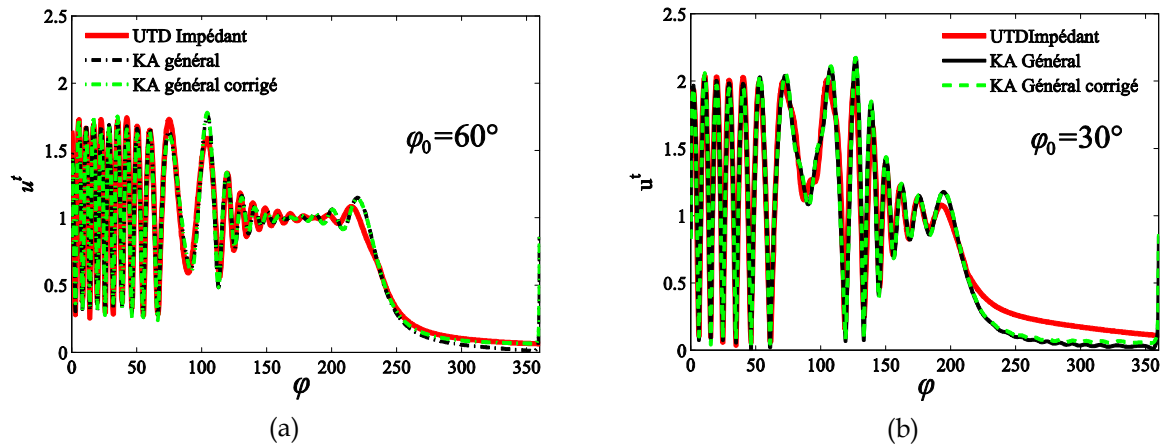 2.5
2
1.5
1
0.5
0
u^t
UTD Impédant
KA général
KA général corrigé
φ₀=60°
0 50 100 150 200 250 300 350
φ
(a)
2.5
2
1.5
1
0.5
0
u^t
UTDImpédant
KA Général
KA Général corrigé
φ₀=30°
0 50 100 150 200 250 300 350
φ
(b)